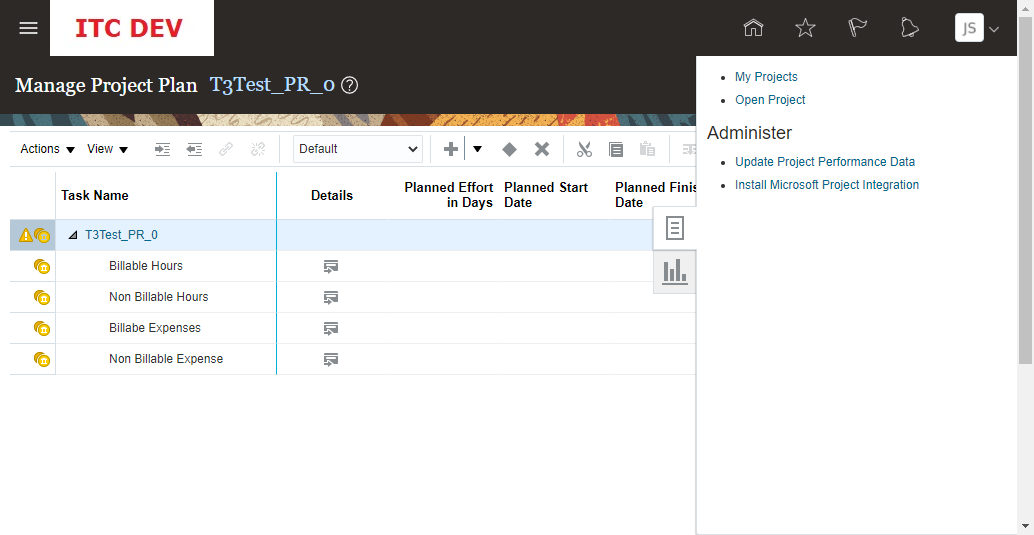 ITC DEV
JS
Manage Project Plan T3Test_PR_0 ?
My Projects
Open Project
Administer
Update Project Performance Data
Install Microsoft Project Integration
Actions View Default
Task Name Details Planned Effort in Days Planned Start Date Planned Finis Date
T3Test_PR_0
Billable Hours
Non Billable Hours
Billabe Expenses
Non Billable Expense